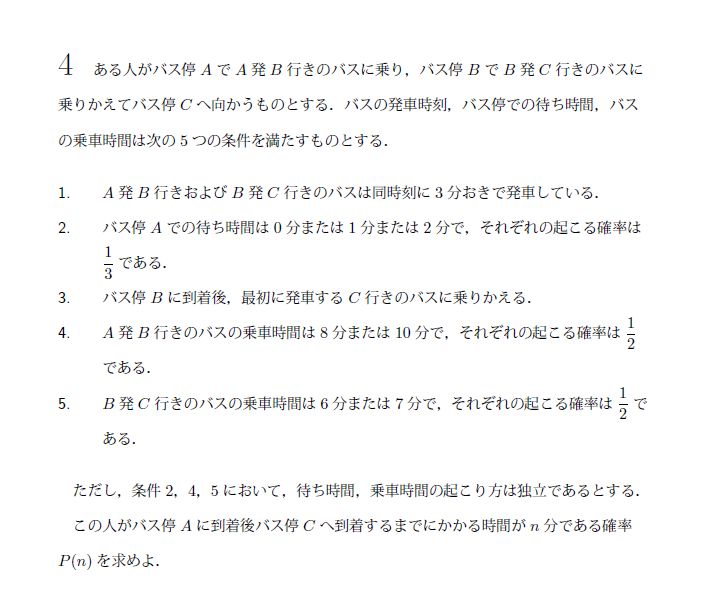 4 ある人がバス停 A で A 発 B 行きのバスに乗り，バス停 B で B 発 C 行きのバスに
乗りかえてバス停 C へ向かうものとする．バスの発車時刻，バス停での待ち時間，バス
の乗車時間は次の 5 つの条件を満たすものとする．
1. A 発 B 行きおよび B 発 C 行きのバスは同時刻に 3 分おきで発車している．
2. バス停 A での待ち時間は 0 分または 1 分または 2 分で，それぞれの起こる確率は
1/3 である．
3. バス停 B に到着後，最初に発車する C 行きのバスに乗りかえる．
4. A 発 B 行きのバスの乗車時間は 8 分または 10 分で，それぞれの起こる確率は 1/2
である．
5. B 発 C 行きのバスの乗車時間は 6 分または 7 分で，それぞれの起こる確率は 1/2 で
ある．
ただし，条件 2，4，5 において，待ち時間，乗車時間の起こり方は独立であるとする．
この人がバス停 A に到着後バス停 C へ到着するまでにかかる時間が n 分である確率
P(n) を求めよ．